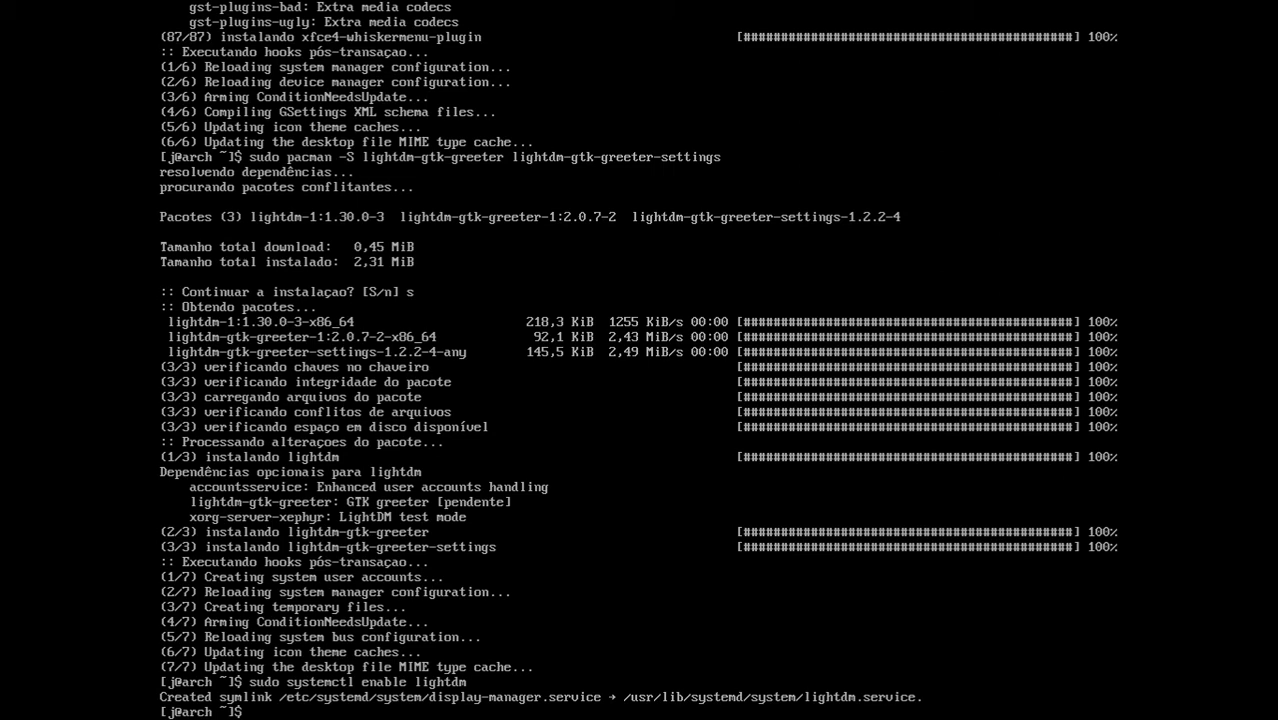 gst-plugins-bad: Extra media codecs
gst-plugins-ugly: Extra media codecs
(87/87) instalando xfce4-whiskermenu-plugin [############################################] 100%
:: Executando hooks pós-transaçao...
(1/6) Reloading system manager configuration...
(2/6) Reloading device manager configuration...
(3/6) Arming ConditionNeedsUpdate...
(4/6) Compiling GSettings XML schema files...
(5/6) Updating icon theme caches...
(6/6) Updating the desktop file MIME type cache...
[j@arch ~]$ sudo pacman -S lightdm-gtk-greeter lightdm-gtk-greeter-settings
resolvendo dependências...
procurando pacotes conflitantes...
Pacotes (3) lightdm-1:1.30.0-3 lightdm-gtk-greeter-1:2.0.7-2 lightdm-gtk-greeter-settings-1.2.2-4
Tamanho total download: 0,45 MiB
Tamanho total instalado: 2,31 MiB
:: Continuar a instalaçao? [S/n] s
:: Obtendo pacotes...
lightdm-1:1.30.0-3-x86_64 218,3 KiB 1255 KiB/s 00:00 [############################################] 100%
lightdm-gtk-greeter-1:2.0.7-2-x86_64 92,1 KiB 2,43 MiB/s 00:00 [############################################] 100%
lightdm-gtk-greeter-settings-1.2.2-4-any 145,5 KiB 2,49 MiB/s 00:00 [############################################] 100%
(3/3) verificando chaves no chaveiro [############################################] 100%
(3/3) verificando integridade do pacote [############################################] 100%
(3/3) carregando arquivos do pacote [############################################] 100%
(3/3) verificando conflitos de arquivos [############################################] 100%
(3/3) verificando espaço em disco disponível [############################################] 100%
:: Processando alteraçoes do pacote...
(1/3) instalando lightdm [############################################] 100%
Dependências opcionais para lightdm
accountsservice: Enhanced user accounts handling
lightdm-gtk-greeter: GTK greeter [pendente]
xorg-server-xephyr: LightDM test mode
(2/3) instalando lightdm-gtk-greeter [############################################] 100%
(3/3) instalando lightdm-gtk-greeter-settings [############################################] 100%
:: Executando hooks pós-transaçao...
(1/7) Creating system user accounts...
(2/7) Reloading system manager configuration...
(3/7) Creating temporary files...
(4/7) Arming ConditionNeedsUpdate...
(5/7) Reloading system bus configuration...
(6/7) Updating icon theme caches...
(7/7) Updating the desktop file MIME type cache...
[j@arch ~]$ sudo systemctl enable lightdm
Created symlink /etc/systemd/system/display-manager.service → /usr/lib/systemd/system/lightdm.service.
[j@arch ~]$